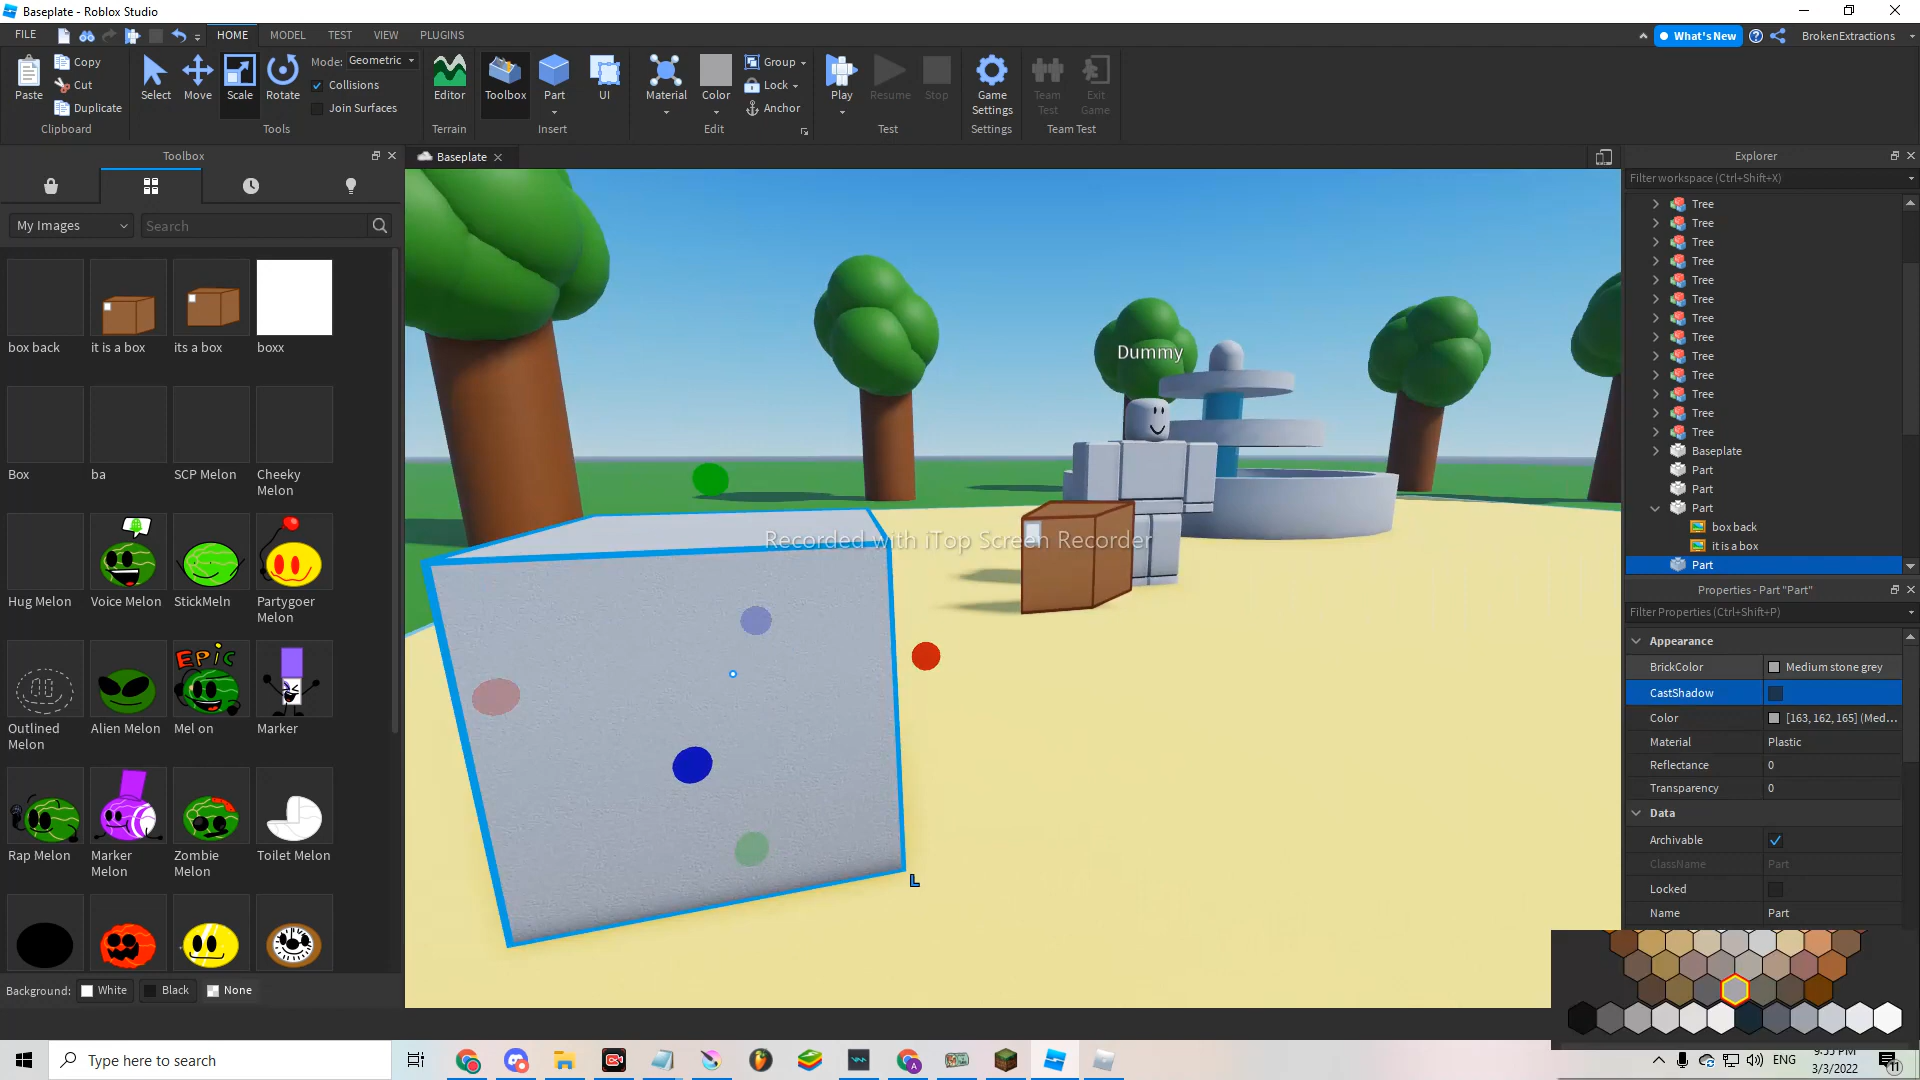 Baseplate - Roblox Studio
FILE HOME MODEL TEST VIEW PLUGINS
What's New BrokenExtractions
Paste Copy Cut Duplicate
Clipboard
Select Move Scale Rotate
Mode: Geometric
Collisions
Join Surfaces
Tools
Editor
Terrain
Toolbox Part UI
Insert
Material Color
Group
Lock
Anchor
Edit
Play Resume Stop
Test
Game Settings
Settings
Team Test
Exit Game
Team Test
Toolbox
Baseplate
My Images Search
box back it is a box its a box boxx
Box ba SCP Melon Cheeky Melon
Hug Melon Voice Melon StickMeln Partygoer Melon
EPIC
Outlined Melon Alien Melon Mel on Marker
Rap Melon Marker Melon Zombie Melon Toilet Melon
Background: White Black None
Dummy
Recorded with iTop Screen Recorder
L
Explorer
Filter workspace (Ctrl+Shift+X)
Tree
Tree
Tree
Tree
Tree
Tree
Tree
Tree
Tree
Tree
Tree
Tree
Tree
Baseplate
Part
Part
Part
box back
it is a box
Part
Properties - Part "Part"
Filter Properties (Ctrl+Shift+P)
Appearance
BrickColor Medium stone grey
CastShadow
Color [163, 162, 165] (Med...
Material Plastic
Reflectance 0
Transparency 0
Data
Archivable
ClassName Part
Locked
Name Part
Type here to search
ENG
9:55 PM
3/3/2022
11